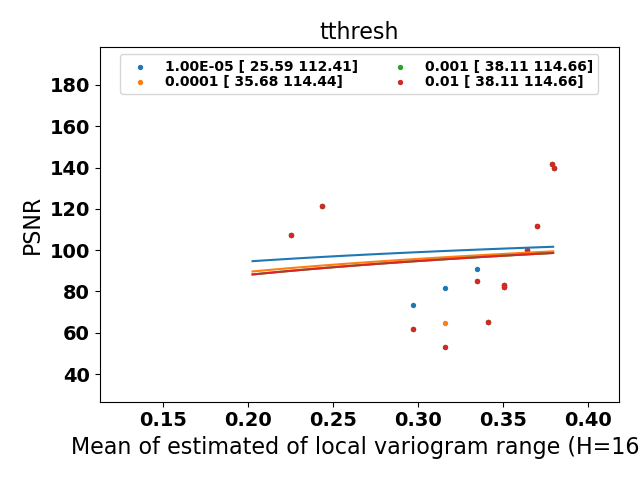 tthresh
1.00E-05 [ 25.59 112.41]
0.0001 [ 35.68 114.44]
0.001 [ 38.11 114.66]
0.01 [ 38.11 114.66]
PSNR
180
160
140
120
100
80
60
40
0.15 0.20 0.25 0.30 0.35 0.40
Mean of estimated of local variogram range (H=16